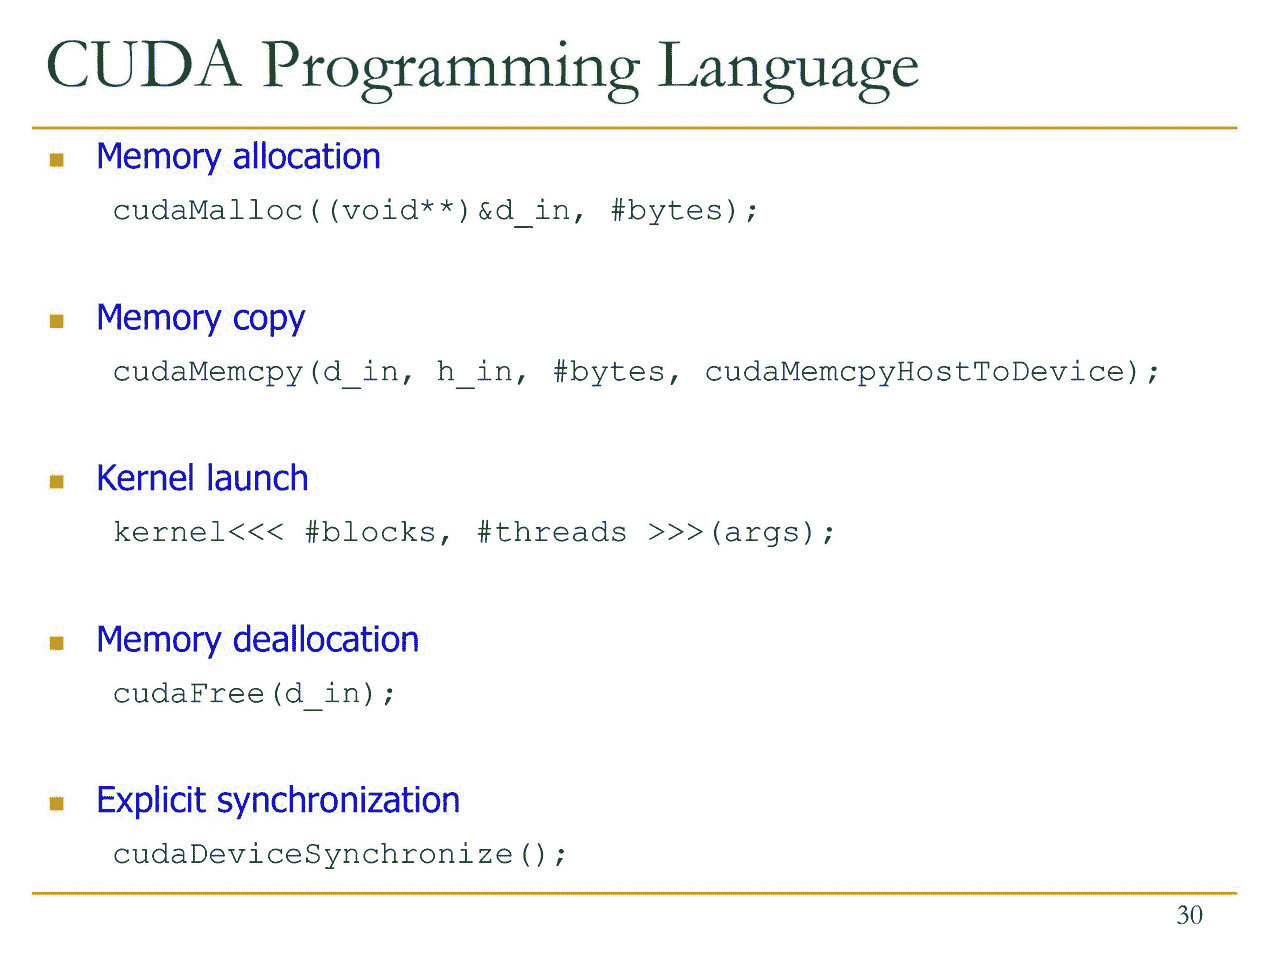 CUDA Programming Language
Memory allocation
cudaMalloc((void**)&d_in, #bytes);
Memory copy
cudaMemcpy(d_in, h_in, #bytes, cudaMemcpyHostToDevice);
Kernel launch
kernel<<< #blocks, #threads >>>(args);
Memory deallocation
cudaFree(d_in);
Explicit synchronization
cudaDeviceSynchronize();
30